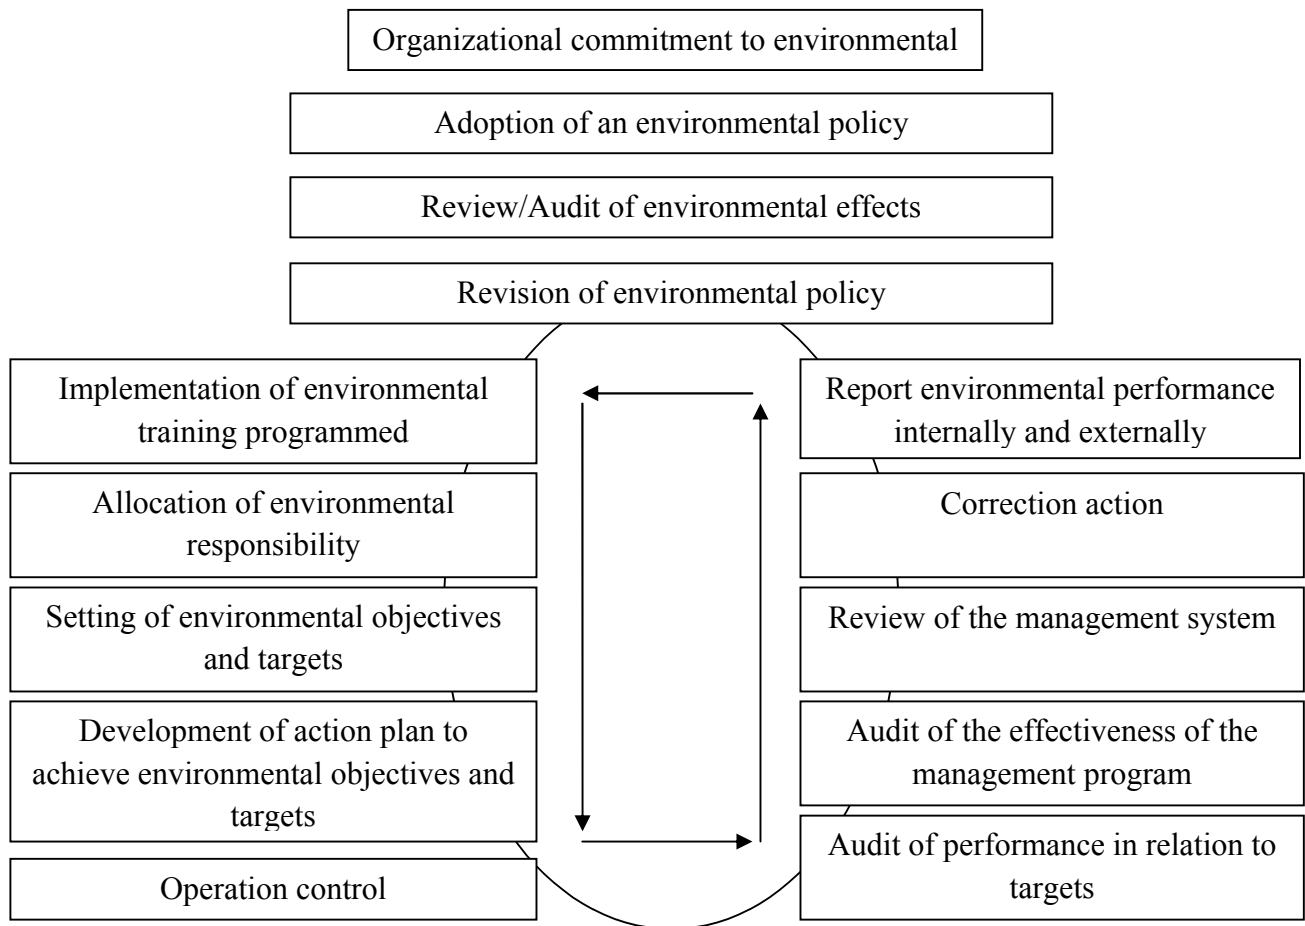 Organizational commitment to environmental
Adoption of an environmental policy
Review/Audit of environmental effects
Revision of environmental policy
Implementation of environmental
training programmed
Allocation of environmental
responsibility
Setting of environmental objectives
and targets
Development of action plan to
achieve environmental objectives and
targets
Operation control
Report environmental performance
internally and externally
Correction action
Review of the management system
Audit of the effectiveness of the
management program
Audit of performance in relation to
targets